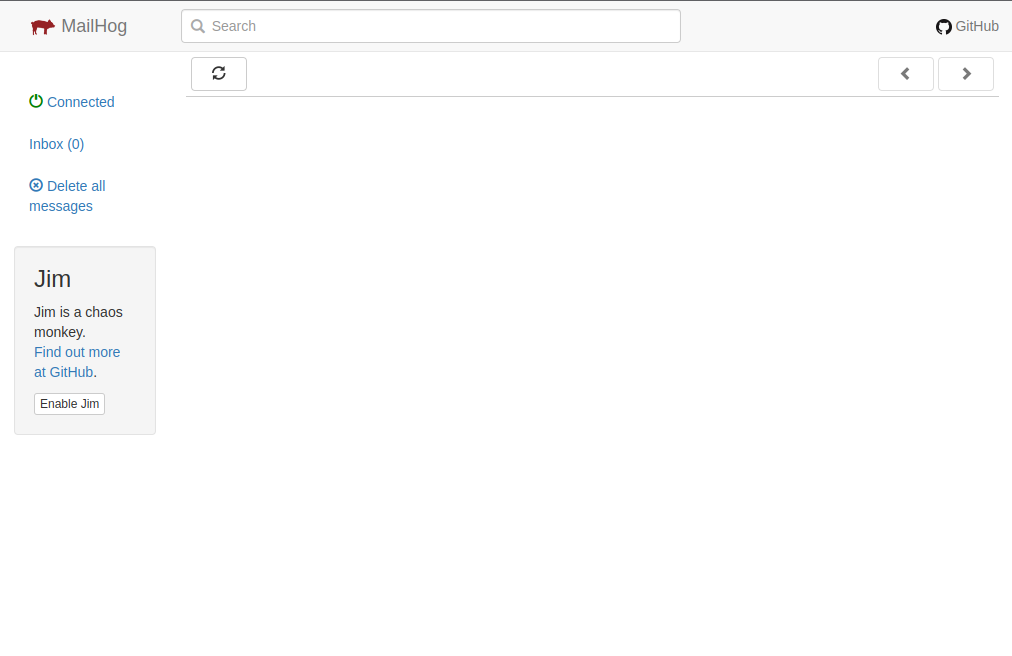 MailHog
Search
GitHub
Connected
Inbox (0)
Delete all
messages
Jim
Jim is a chaos
monkey.
Find out more
at GitHub.
Enable Jim